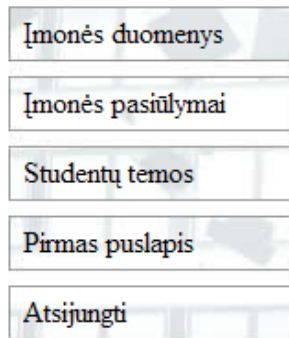 Įmonės duomenys
Įmonės pasiūlymai
Studentų temos
Pirmas puslapis
Atsijungti